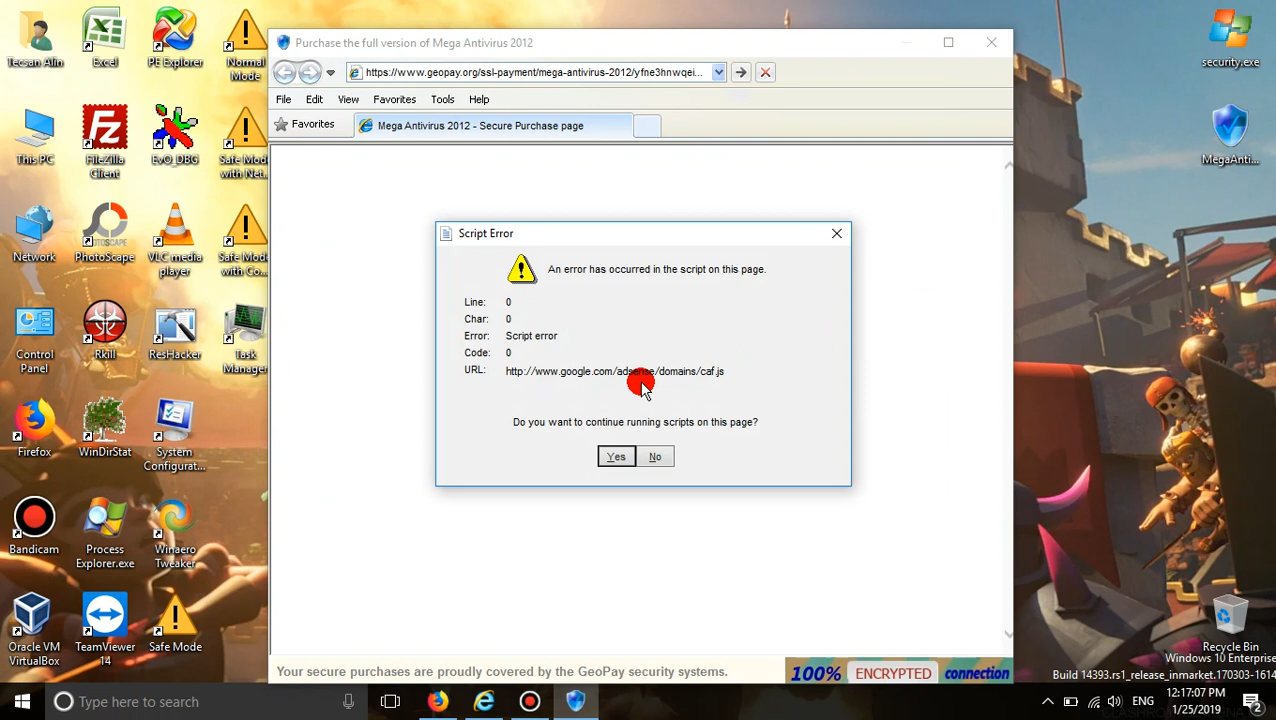 Tecsan Alin
Excel
PE Explorer
Normal
Mode
This PC
FileZilla
Client
EvO_DBG
Safe Mod...
with Net...
Network
PhotoScape
VLC media
player
Safe Mod...
with Co...
Control
Panel
Rkill
ResHacker
Task
Manager
Firefox
WinDirStat
System
Configurat...
Bandicam
Process
Explorer.exe
Winaero
Tweaker
Oracle VM
VirtualBox
TeamViewer
14
Safe Mode
Purchase the full version of Mega Antivirus 2012
https://www.geopay.org/ssl-payment/mega-antivirus-2012/yfne3hnwqei...
File Edit View Favorites Tools Help
Favorites
Mega Antivirus 2012 - Secure Purchase page
Script Error
An error has occurred in the script on this page.
Line: 0
Char: 0
Error: Script error
Code: 0
URL: http://www.google.com/adsense/domains/caf.js
Do you want to continue running scripts on this page?
Yes No
Your secure purchases are proudly covered by the GeoPay security systems.
100% ENCRYPTED connection
security.exe
MegaAnti...
Recycle Bin
Windows 10 Enterprise
Build 14393.rs1_release_inmarket.170303-1614
Type here to search
ENG
12:17:07 PM
1/25/2019
2